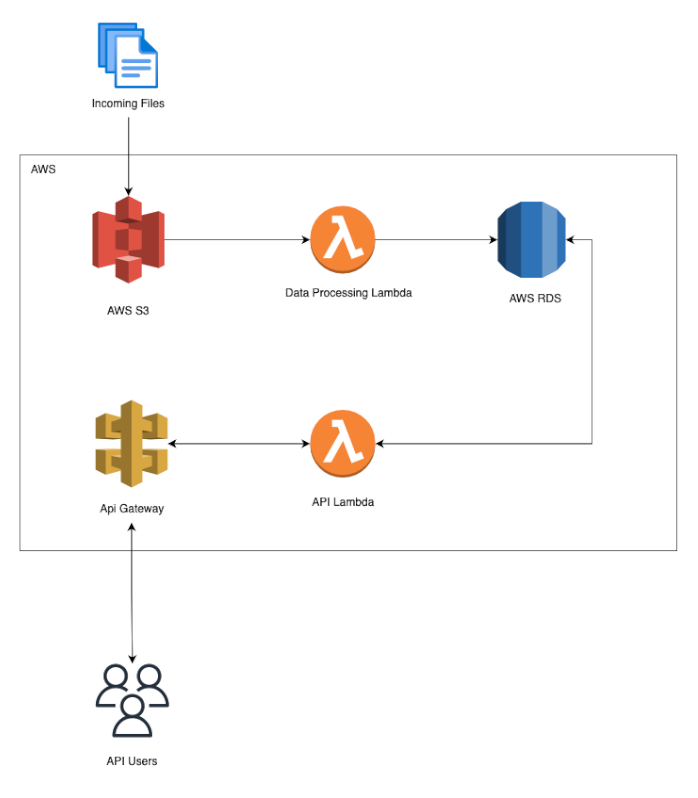 Incoming Files
AWS
AWS S3
Data Processing Lambda
AWS RDS
Api Gateway
API Lambda
API Users